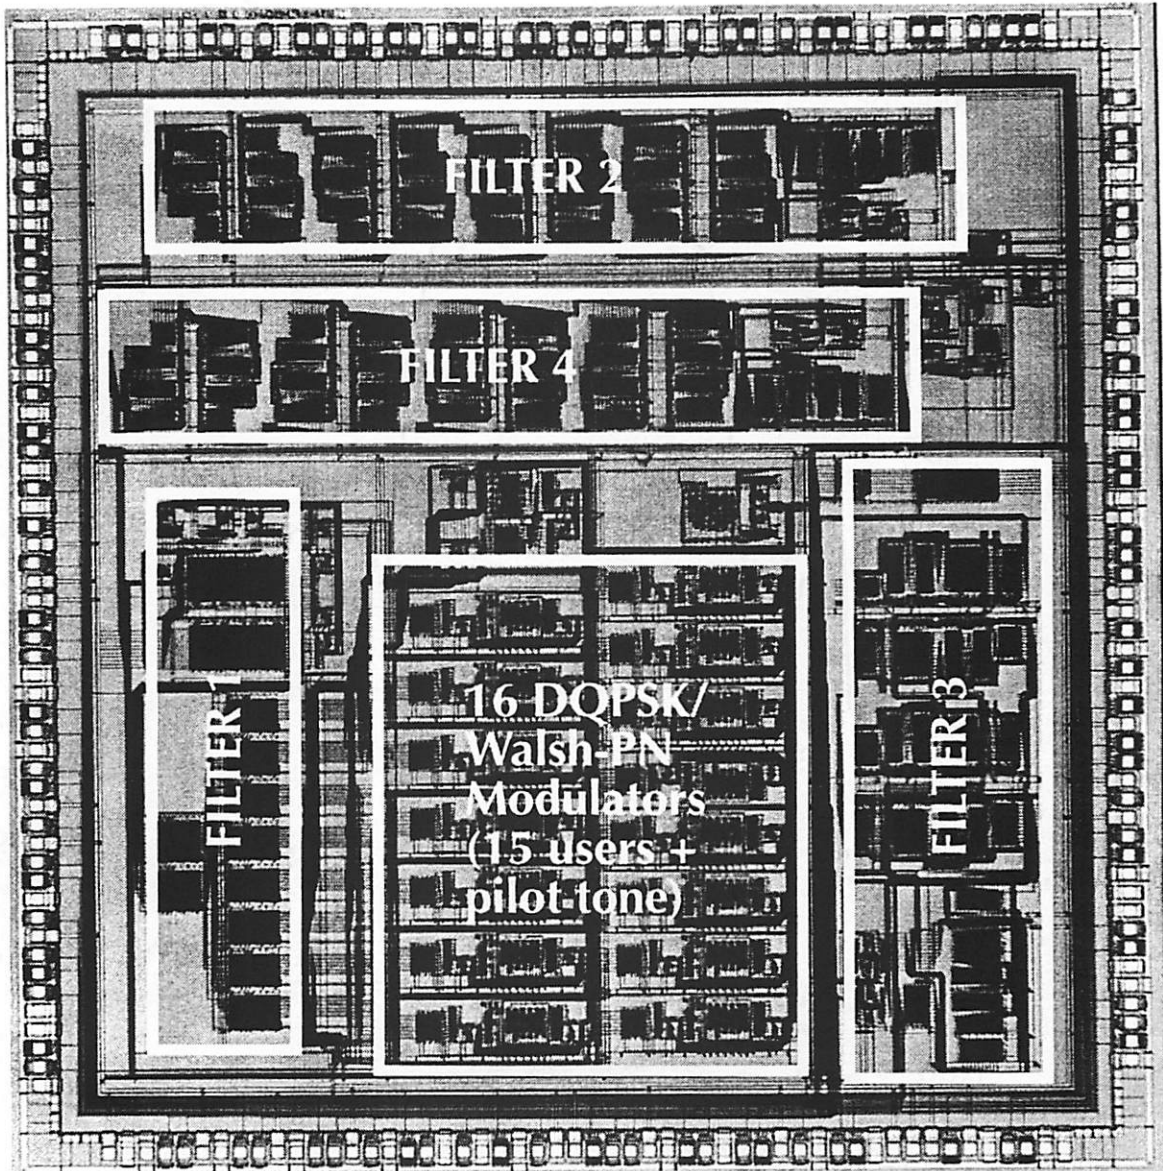 FILTER 2
FILTER 4
FILTER 1
16 DQPSK/
Walsh-PN
Modulators
(15 users +
pilot tone)
FILTER 3